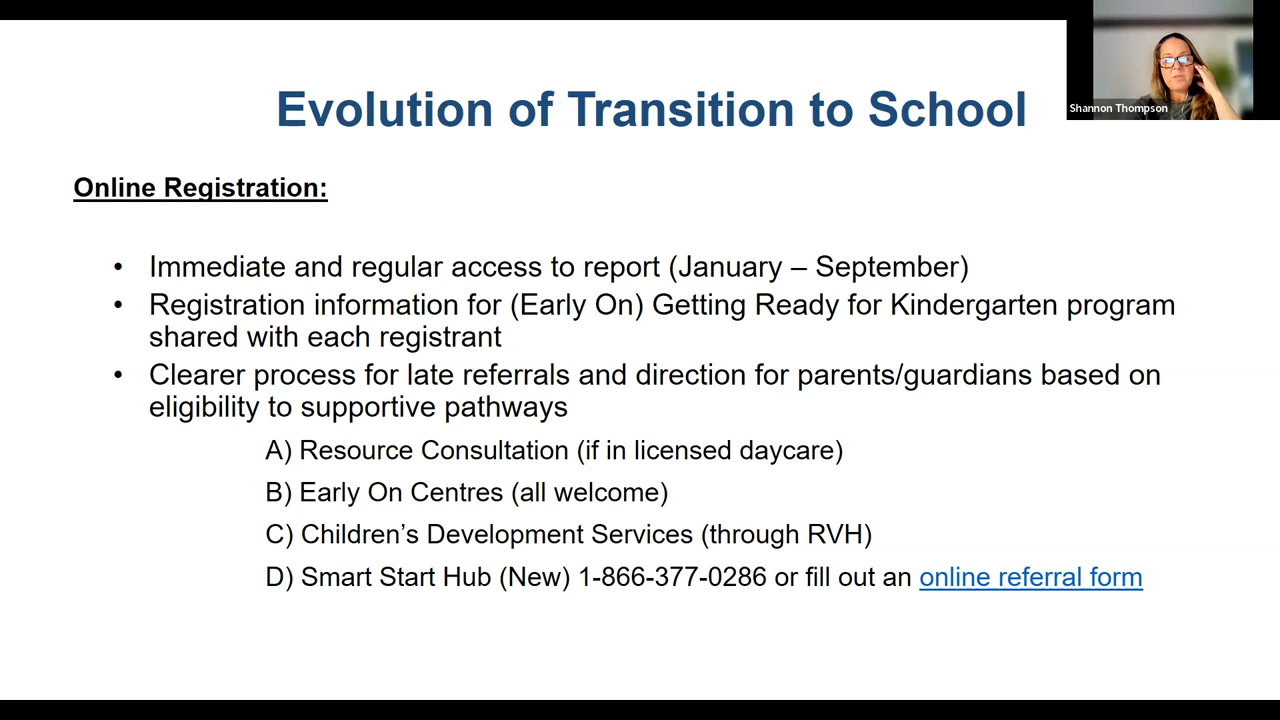 Evolution of Transition to School
Shannon Thompson
Online Registration:
• Immediate and regular access to report (January – September)
• Registration information for (Early On) Getting Ready for Kindergarten program
shared with each registrant
• Clearer process for late referrals and direction for parents/guardians based on
eligibility to supportive pathways
A) Resource Consultation (if in licensed daycare)
B) Early On Centres (all welcome)
C) Children’s Development Services (through RVH)
D) Smart Start Hub (New) 1-866-377-0286 or fill out an online referral form